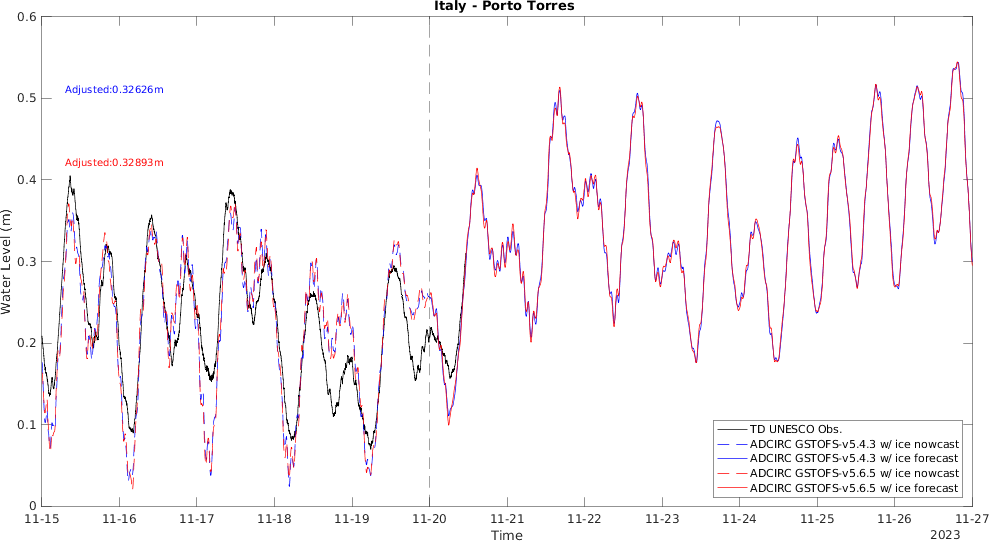 Italy - Porto Torres
0.6
0.5
0.4
0.3
0.2
0.1
0
Water Level (m)
Adjusted:0.32626m
Adjusted:0.32893m
TD UNESCO Obs.
ADCIRC GSTOFS-v5.4.3 w/ ice nowcast
ADCIRC GSTOFS-v5.4.3 w/ ice forecast
ADCIRC GSTOFS-v5.6.5 w/ ice nowcast
ADCIRC GSTOFS-v5.6.5 w/ ice forecast
11-15 11-16 11-17 11-18 11-19 11-20 11-21 11-22 11-23 11-24 11-25 11-26 11-27
Time
2023